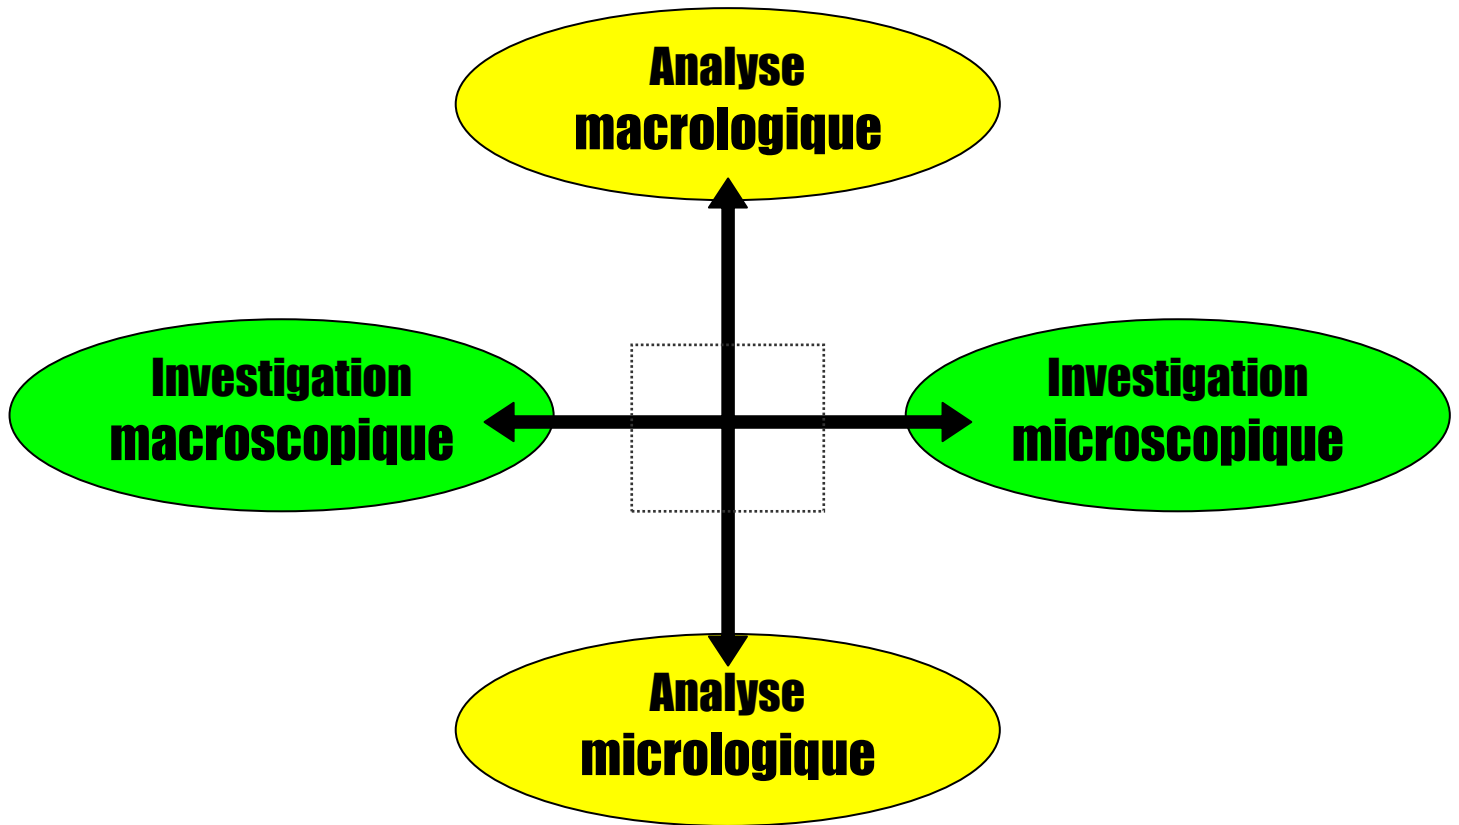 Analyse
macrologique
Investigation
macroscopique
Investigation
microscopique
Analyse
micrologique